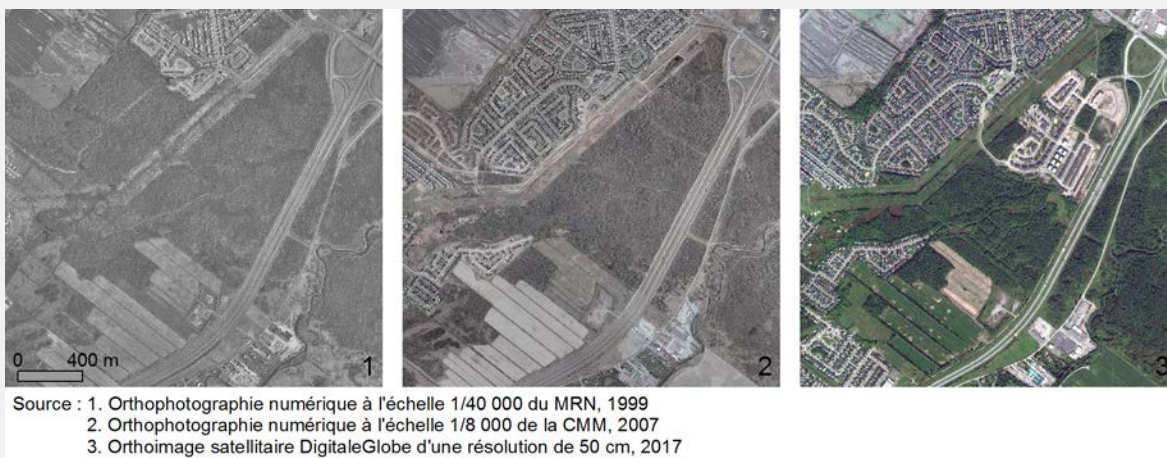 1
2
3
0 400 m
Source : 1. Orthophotographie numérique à l'échelle 1/40 000 du MRN, 1999
2. Orthophotographie numérique à l'échelle 1/8 000 de la CMM, 2007
3. Orthoimage satellitaire DigitaleGlobe d'une résolution de 50 cm, 2017